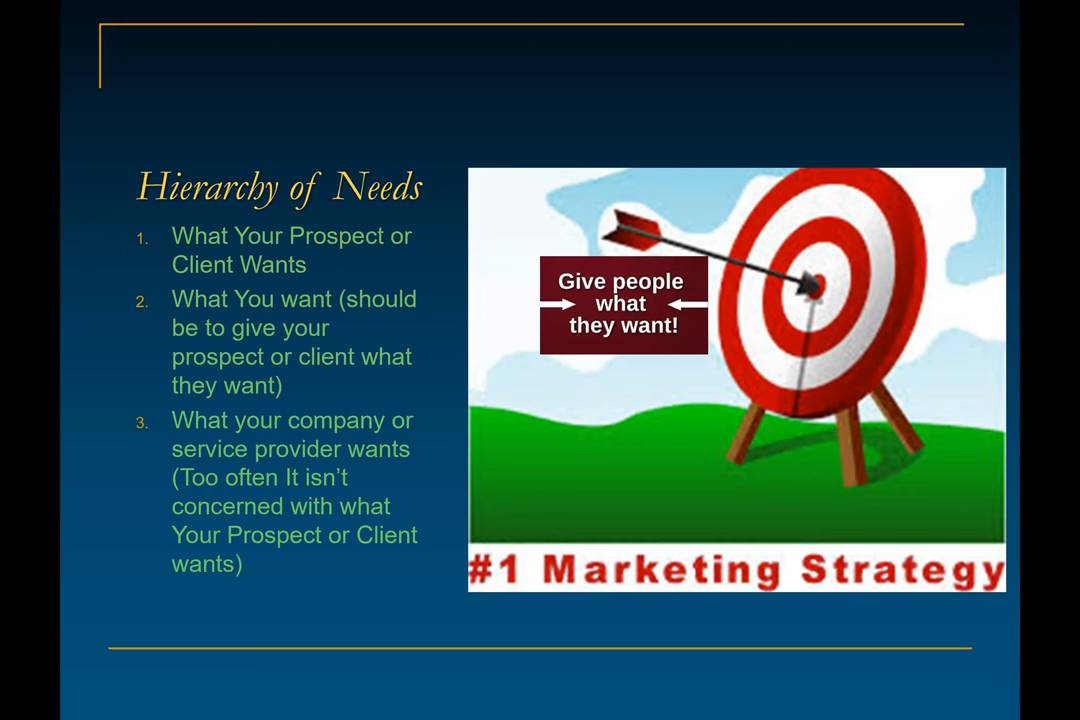 Hierarchy of Needs
1. What Your Prospect or
Client Wants
2. What You want (should
be to give your
prospect or client what
they want)
3. What your company or
service provider wants
(Too often It isn't
concerned with what
Your Prospect or Client
wants)
Give people
what
they want!
#1 Marketing Strategy